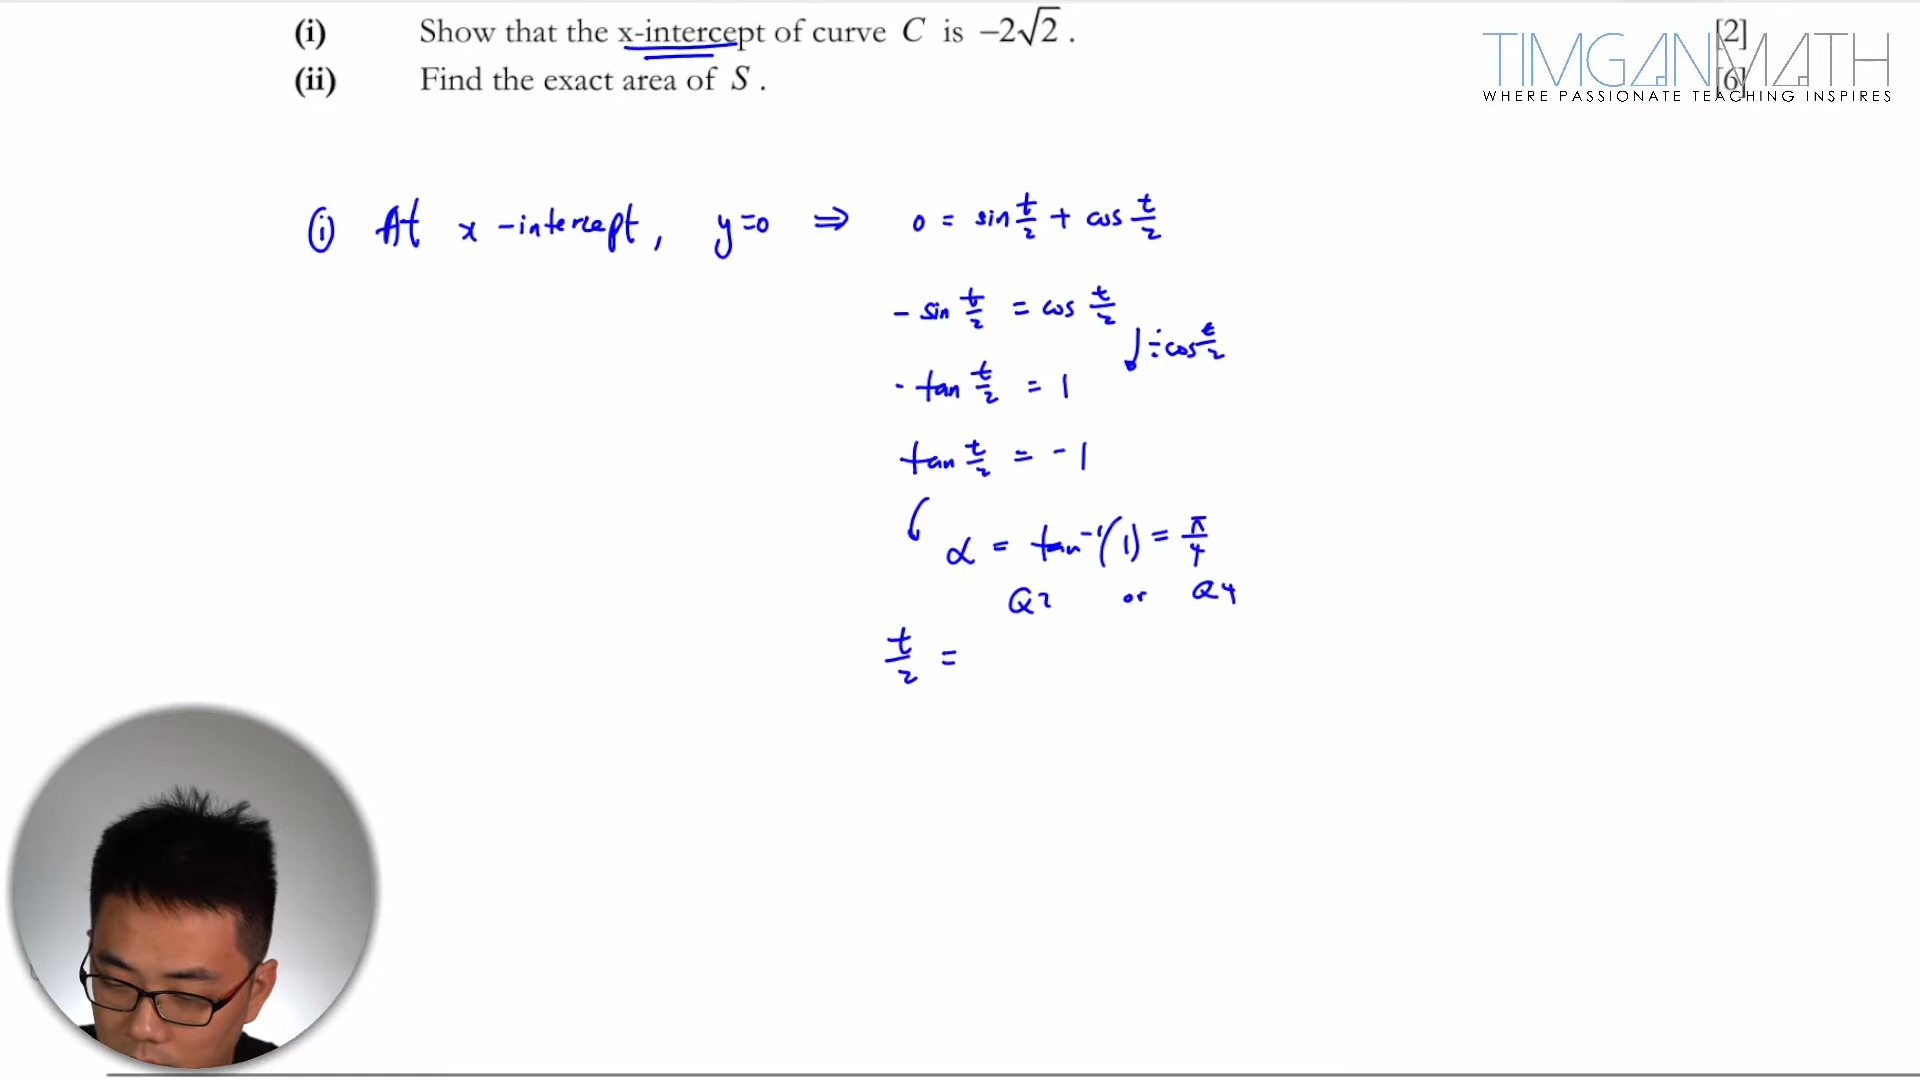 (i) Show that the x-intercept of curve C is −2√2 . [2]
TIMGANMATH
(ii) Find the exact area of S . [6]
WHERE PASSIONATE TEACHING INSPIRES
(i) At x-intercept, y=0 ⇒ 0 = sin t/2 + cos t/2
- sin t/2 = cos t/2
÷cos t/2
- tan t/2 = 1
tan t/2 = -1
α = tan⁻¹(1) = π/4
Q2 or Q4
t/2 =